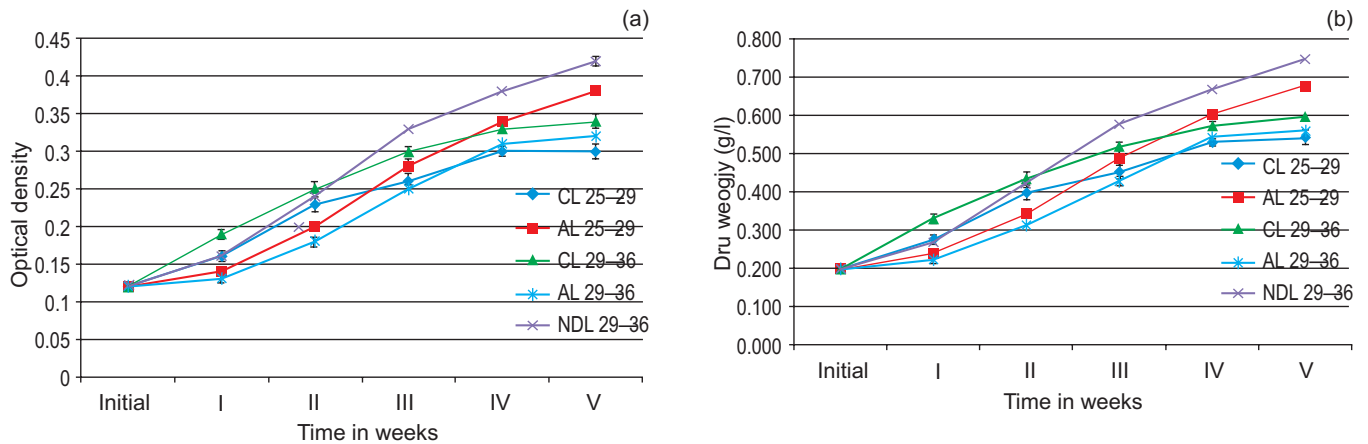 (a)
Optical density
0.45
0.4
0.35
0.3
0.25
0.2
0.15
0.1
0.05
0
CL 25–29
AL 25–29
CL 29–36
AL 29–36
NDL 29–36
Initial I II III IV V
Time in weeks
(b)
Dru weogjy (g/l)
0.800
0.700
0.600
0.500
0.400
0.300
0.200
0.100
0.000
CL 25–29
AL 25–29
CL 29–36
AL 29–36
NDL 29–36
Initial I II III IV V
Time in weeks